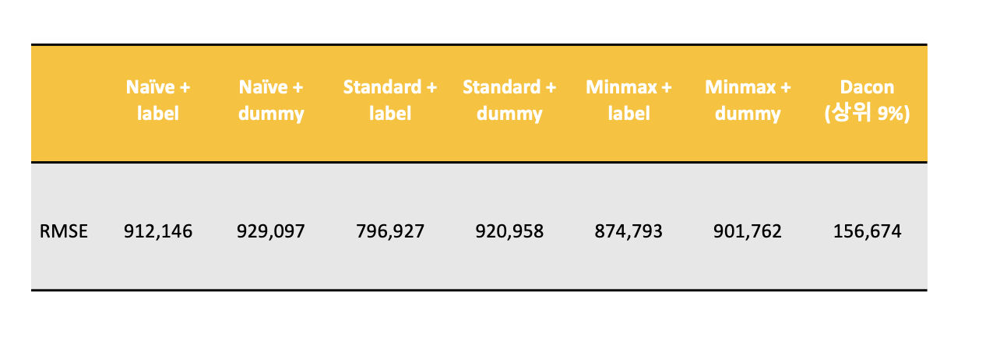 Naïve + label
Naïve + dummy
Standard + label
Standard + dummy
Minmax + label
Minmax + dummy
Dacon (상위 9%)
RMSE 912,146 929,097 796,927 920,958 874,793 901,762 156,674